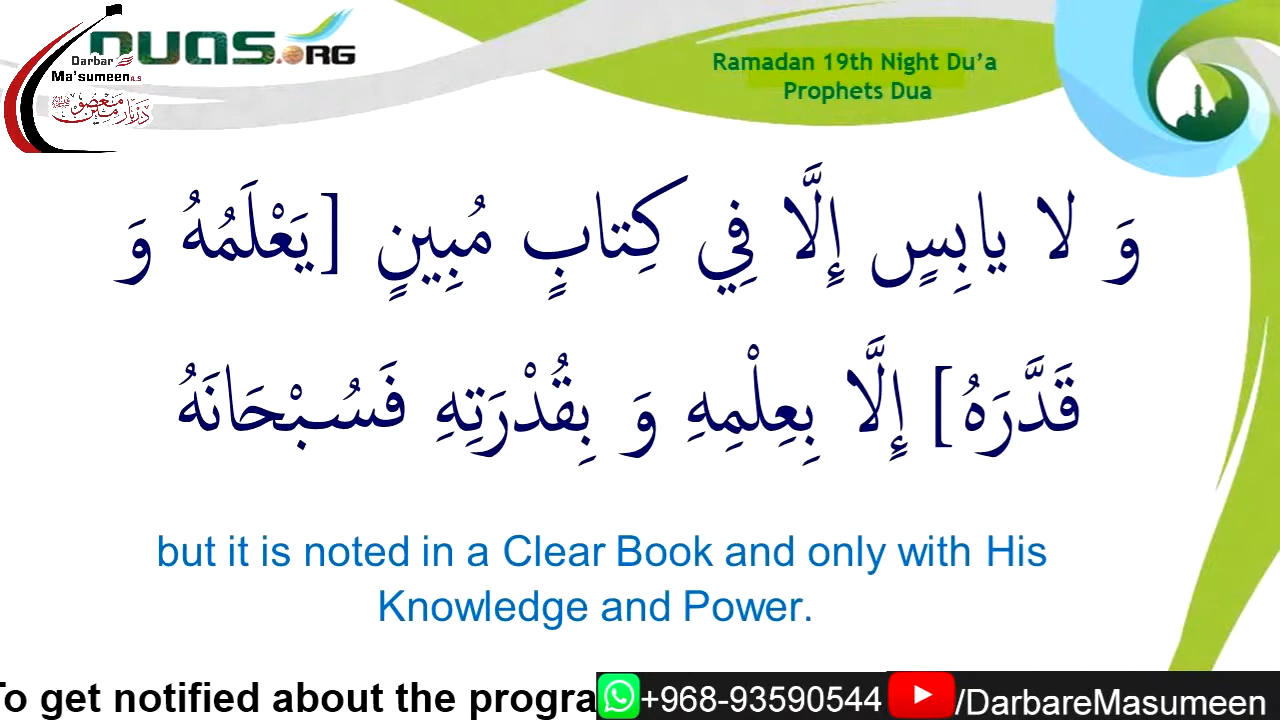 DUAS.ORG
Darbar
Ma'sumeen a.s
دربار معصومین
Ramadan 19th Night Du’a
Prophets Dua
وَ لا يابِسٍ إِلَّا فِي كِتابٍ مُبِينٍ [يَعْلَمُهُ وَ
قَدَّرَهُ] إِلَّا بِعِلْمِهِ وَ بِقُدْرَتِهِ فَسُبْحَانَهُ
but it is noted in a Clear Book and only with His
Knowledge and Power.
To get notified about the progra
+968-93590544
/DarbareMasumeen